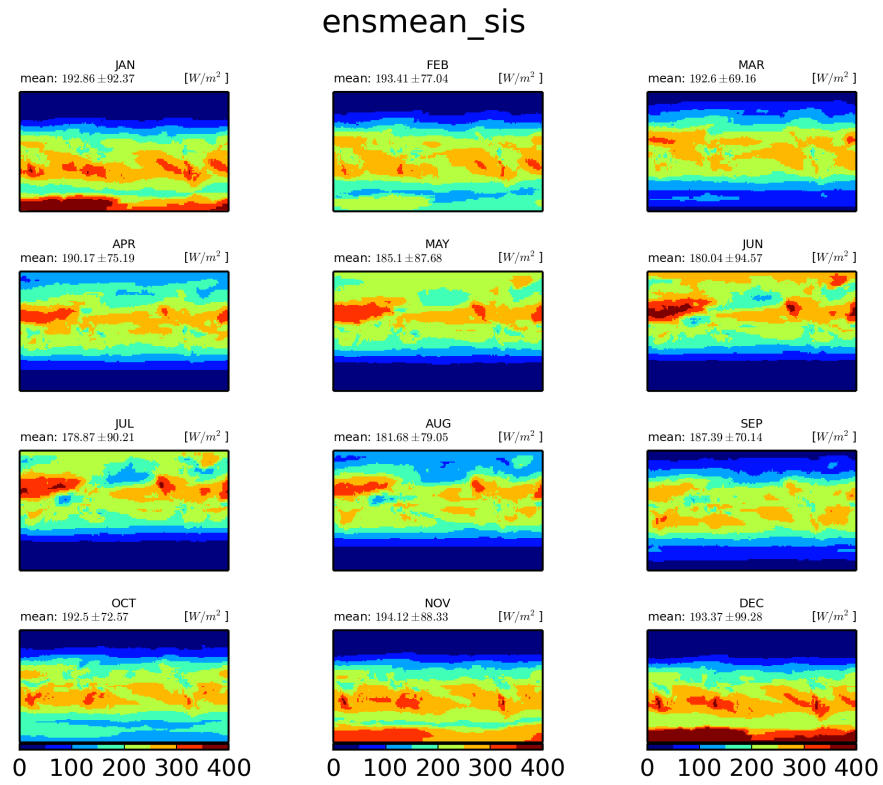 ensmean_sis
JAN FEB MAR
mean: 192.86 ±92.37 [W/m² ] mean: 193.41 ±77.04 [W/m² ] mean: 192.6 ±69.16 [W/m² ]
APR MAY JUN
mean: 190.17 ±75.19 [W/m² ] mean: 185.1 ±87.68 [W/m² ] mean: 180.04 ±94.57 [W/m² ]
JUL AUG SEP
mean: 178.87 ±90.21 [W/m² ] mean: 181.68 ±79.05 [W/m² ] mean: 187.39 ±70.14 [W/m² ]
OCT NOV DEC
mean: 192.5 ±72.57 [W/m² ] mean: 194.12 ±88.33 [W/m² ] mean: 193.37 ±99.28 [W/m² ]
0 100 200 300 400 0 100 200 300 400 0 100 200 300 400